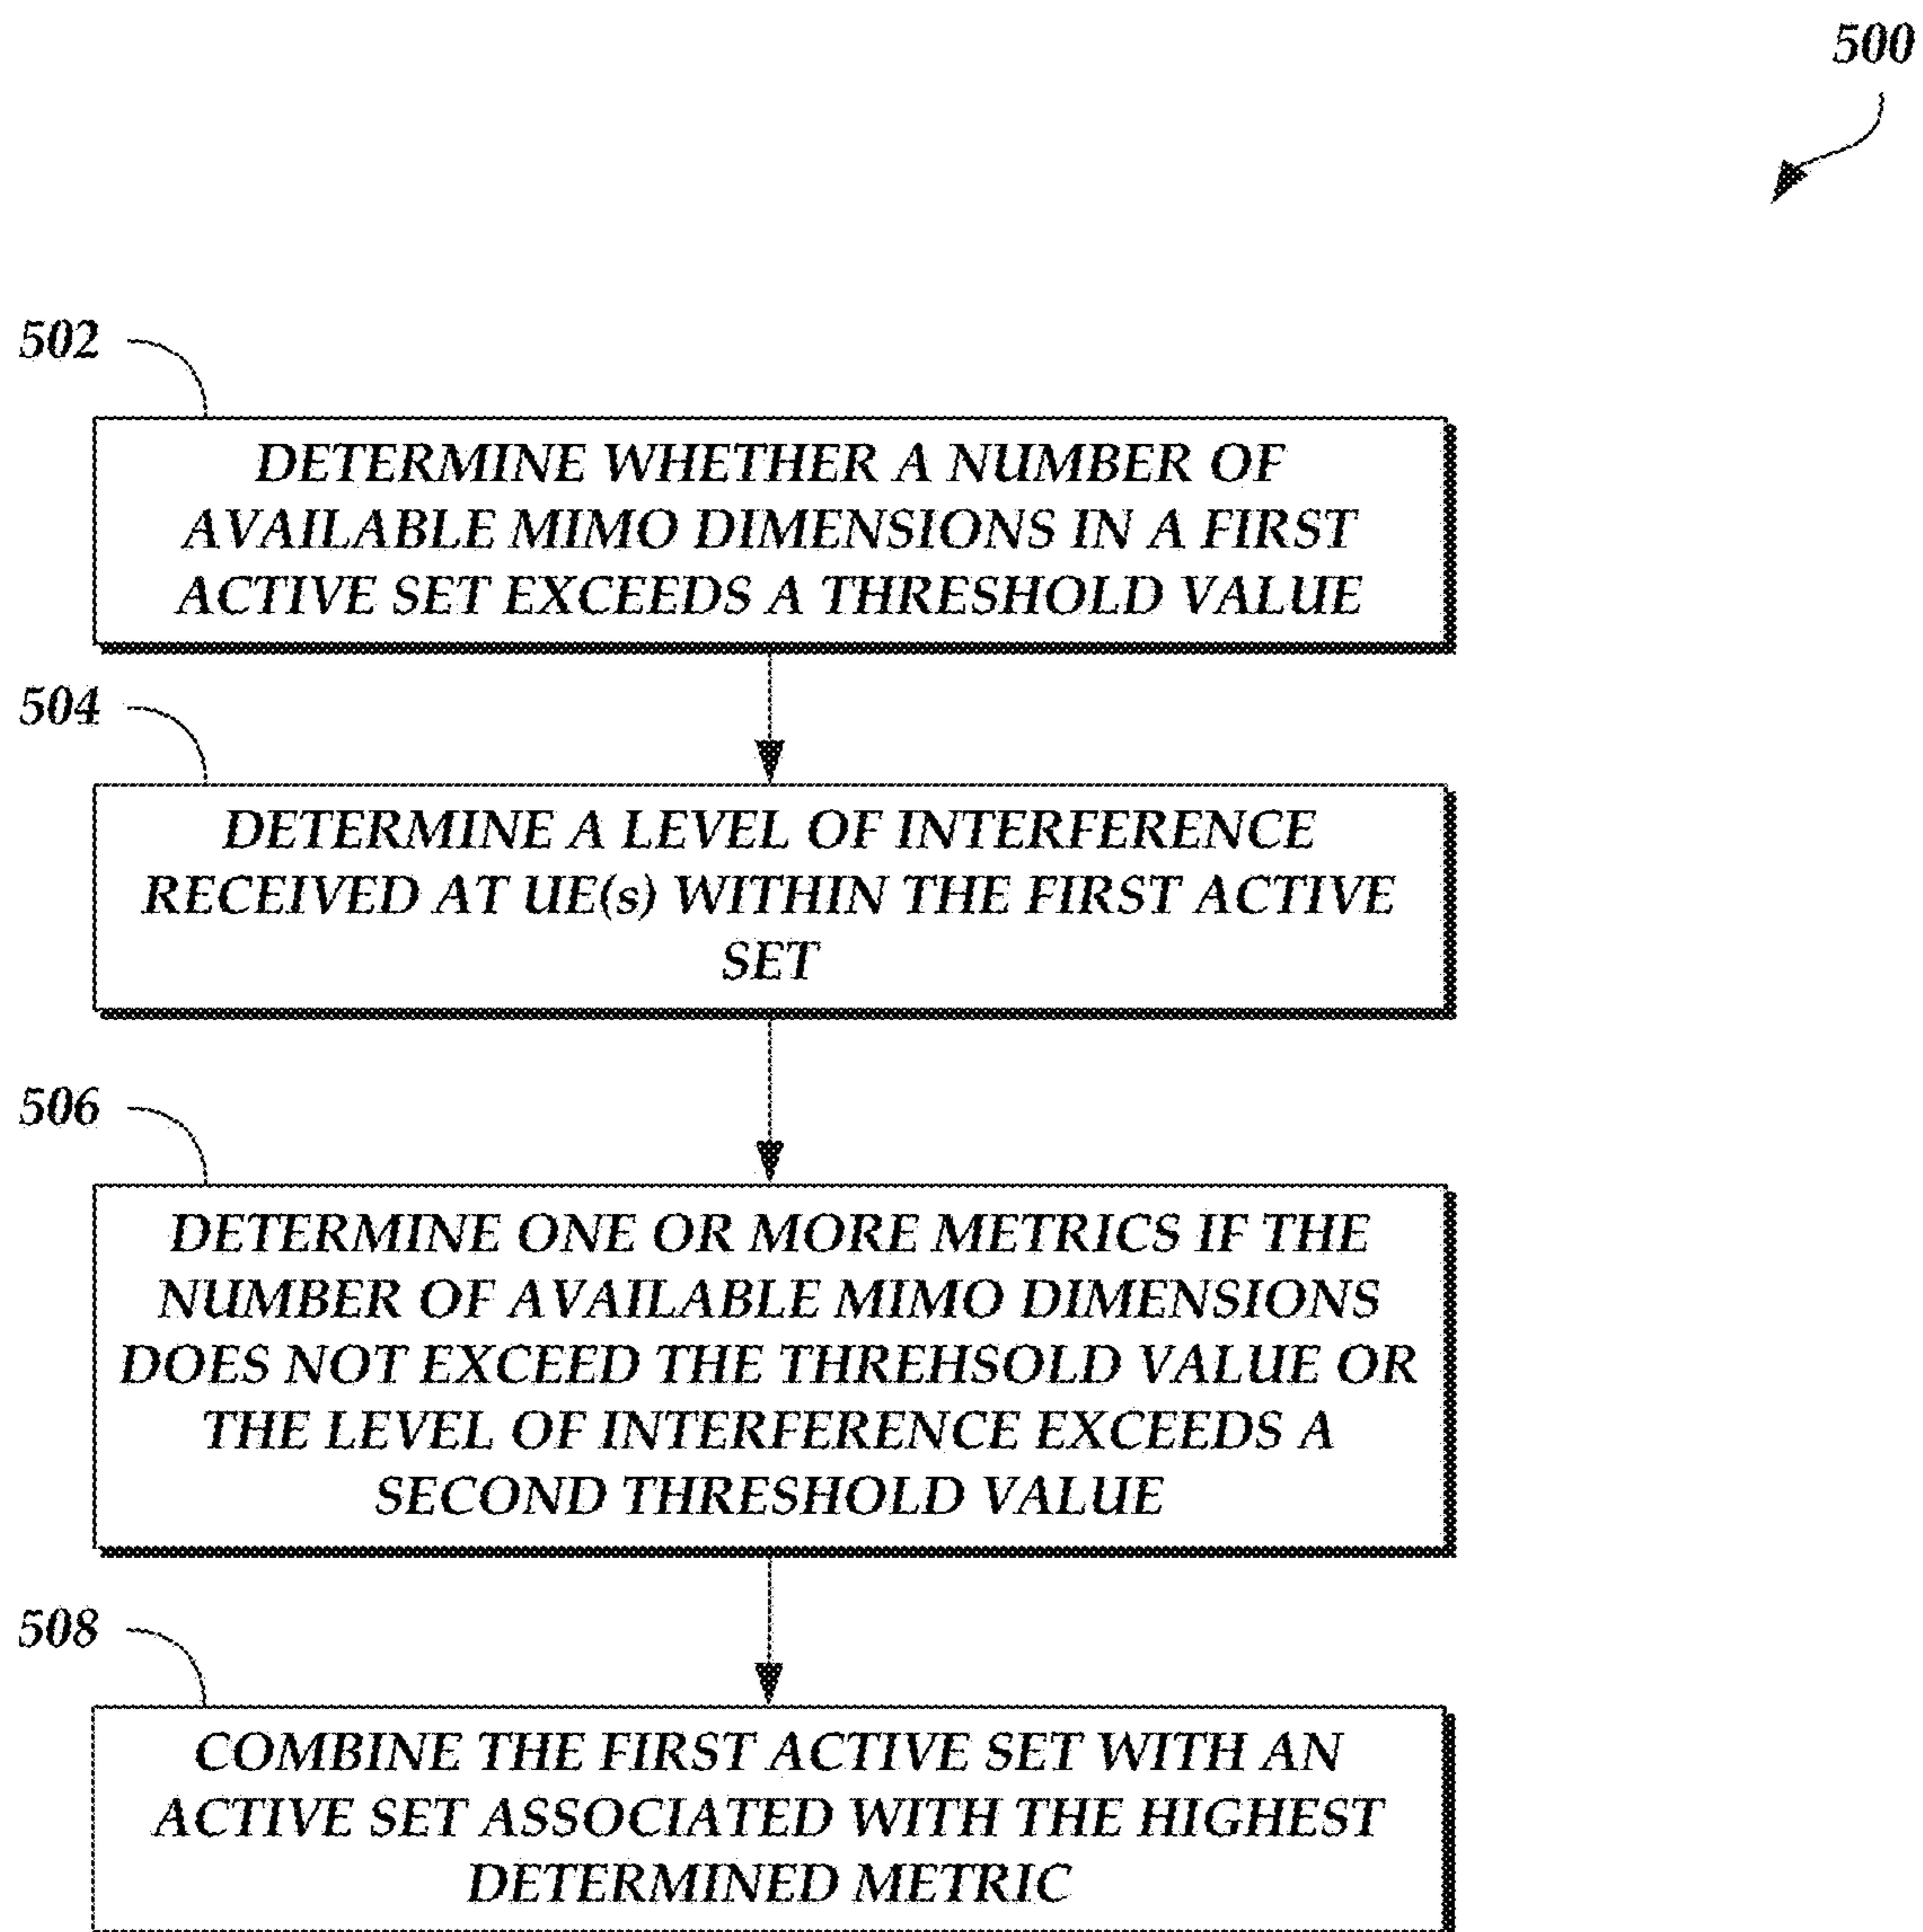 500
502
DETERMINE WHETHER A NUMBER OF
AVAILABLE MIMO DIMENSIONS IN A FIRST
ACTIVE SET EXCEEDS A THRESHOLD VALUE
504
DETERMINE A LEVEL OF INTERFERENCE
RECEIVED AT UE(s) WITHIN THE FIRST ACTIVE
SET
506
DETERMINE ONE OR MORE METRICS IF THE
NUMBER OF AVAILABLE MIMO DIMENSIONS
DOES NOT EXCEED THE THREHSOLD VALUE OR
THE LEVEL OF INTERFERENCE EXCEEDS A
SECOND THRESHOLD VALUE
508
COMBINE THE FIRST ACTIVE SET WITH AN
ACTIVE SET ASSOCIATED WITH THE HIGHEST
DETERMINED METRIC